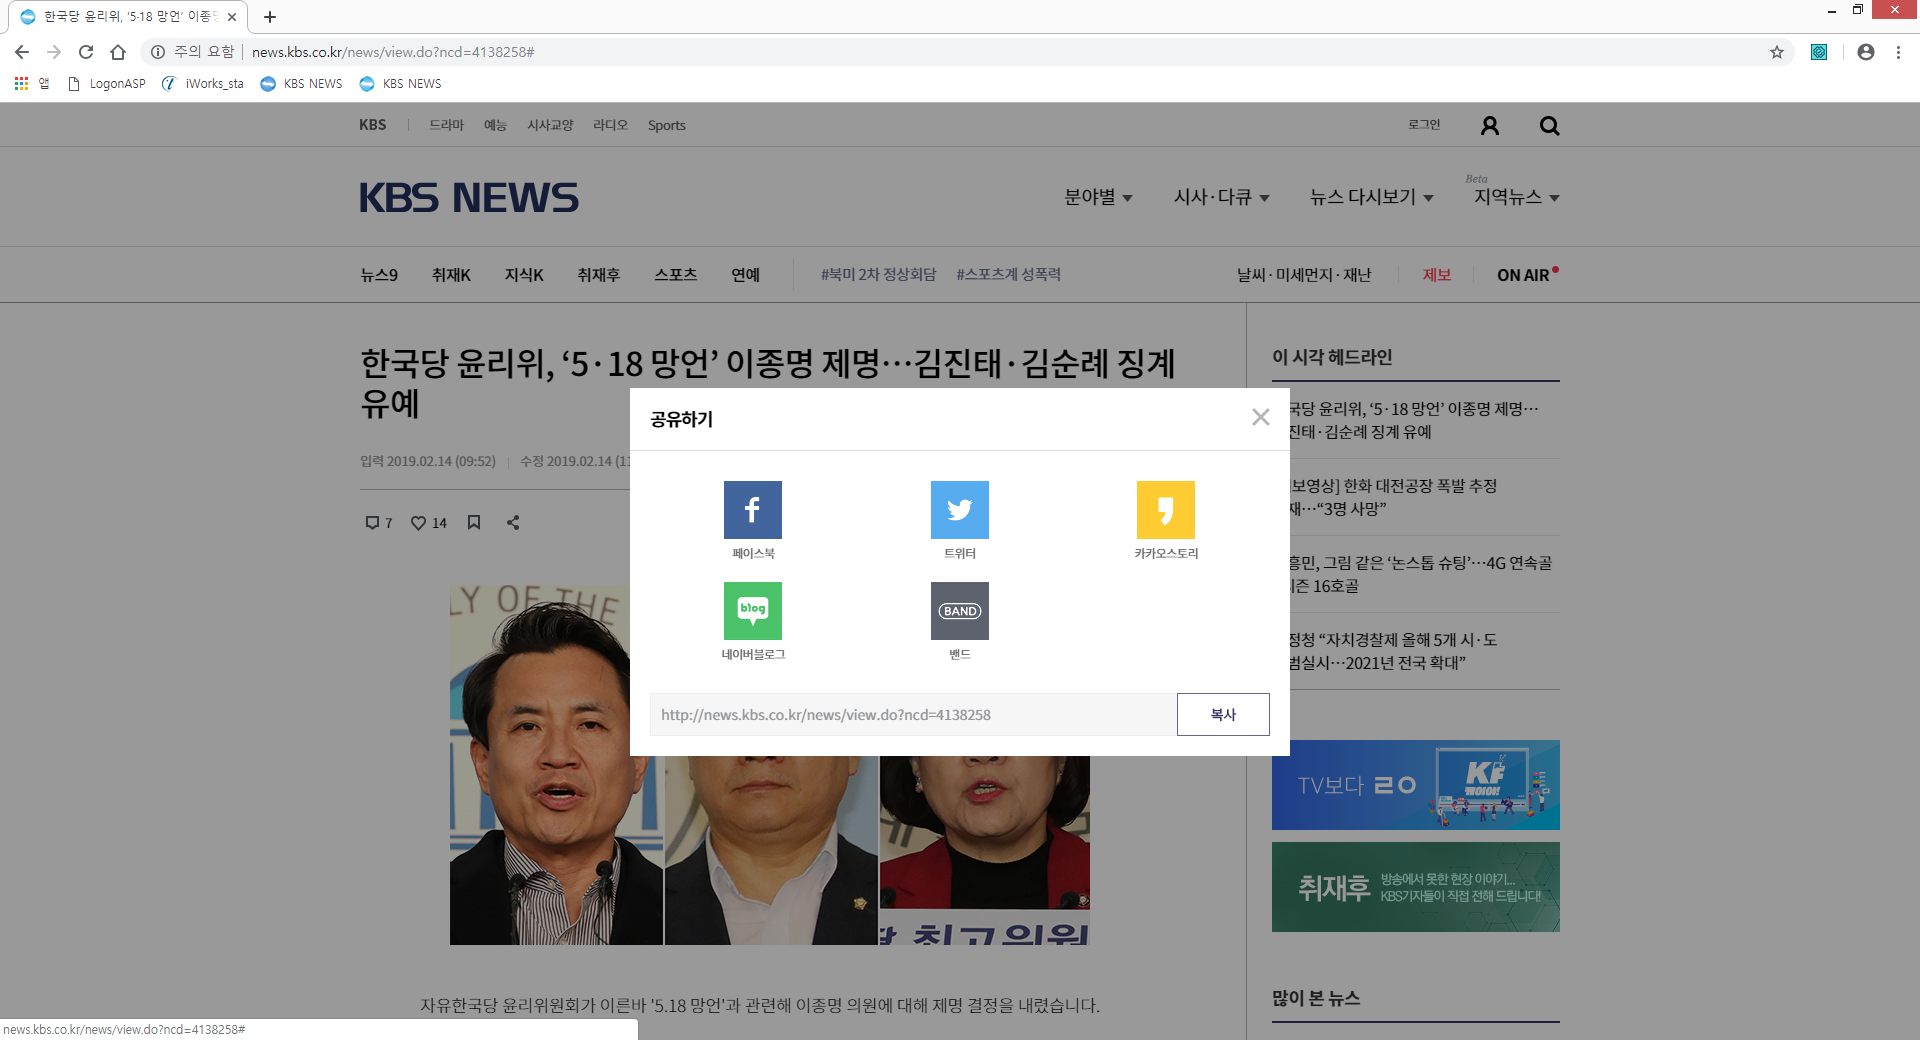 한국당 윤리위, ‘5·18 망언’ 이종명
주의 요함 news.kbs.co.kr/news/view.do?ncd=4138258#
앱 LogonASP iWorks_sta KBS NEWS KBS NEWS
KBS 드라마 예능 시사교양 라디오 Sports 로그인
Beta
KBS NEWS 분야별 시사·다큐 뉴스 다시보기 지역뉴스
뉴스9 취재K 지식K 취재후 스포츠 연예 #북미 2차 정상회담 #스포츠계 성폭력 날씨·미세먼지·재난 제보 ON AIR
한국당 윤리위, ‘5·18 망언’ 이종명 제명…김진태·김순례 징계
유예
입력 2019.02.14 (09:52) 수정 2019.02.14
7 14
LY OF THE
공유하기
페이스북 트위터 카카오스토리
blog BAND
네이버블로그 밴드
http://news.kbs.co.kr/news/view.do?ncd=4138258 복사
최고위원
자유한국당 윤리위원회가 이른바 '5.18 망언'과 관련해 이종명 의원에 대해 제명 결정을 내렸습니다.
이 시각 헤드라인
국당 윤리위, ‘5·18 망언’ 이종명 제명…
진태·김순례 징계 유예
보영상] 한화 대전공장 폭발 추정
재…“3명 사망”
흥민, 그림 같은 ‘논스톱 슈팅’…4G 연속골
즌 16호골
정청 “자치경찰제 올해 5개 시·도
범실시…2021년 전국 확대”
TV보다 ㄹㅇ KF 케이야!
취재후 방송에서 못한 현장 이야기...
KBS기자들이 직접 전해 드립니다!
많이 본 뉴스
news.kbs.co.kr/news/view.do?ncd=4138258#